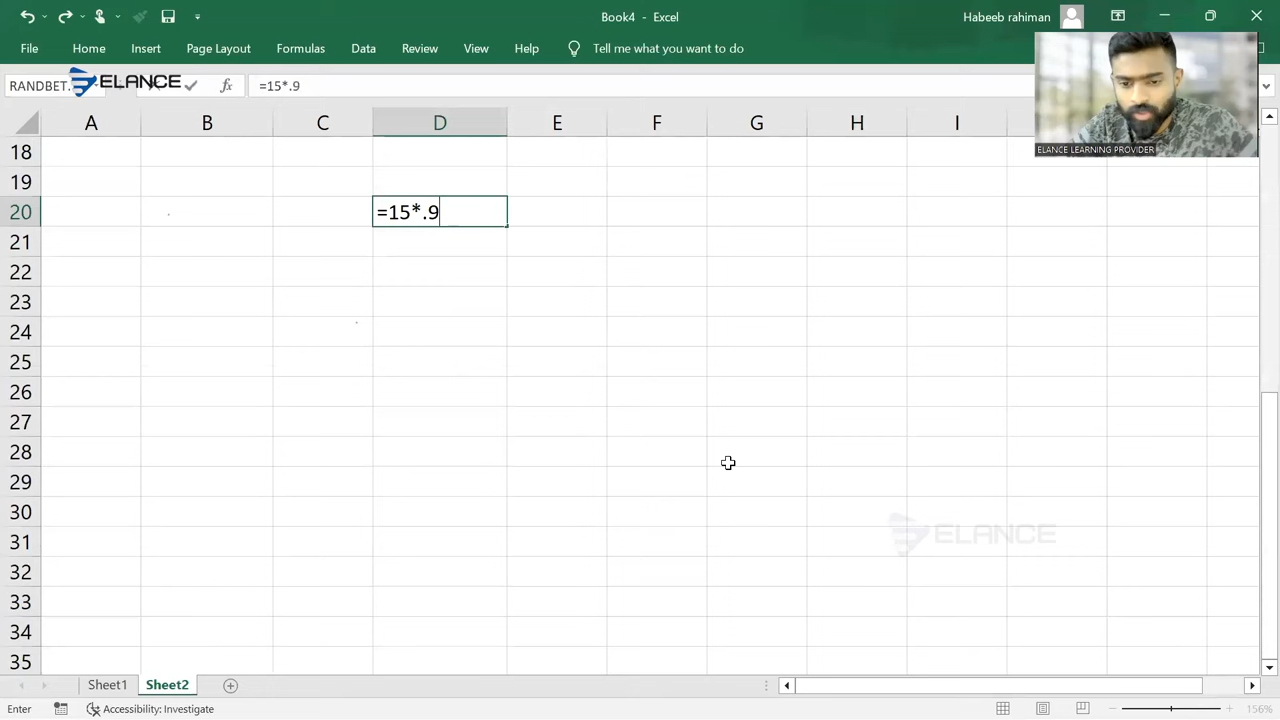 Book4 - Excel
Habeeb rahiman
File Home Insert Page Layout Formulas Data Review View Help Tell me what you want to do
RANDBET. =15*.9
ELANCE
ELANCE LEARNING PROVIDER
A B C D E F G H I
18
19
20 =15*.9
21
22
23
24
25
26
27
28
29
30
31
ELANCE
32
33
34
35
Sheet1 Sheet2
Enter Accessibility: Investigate 156%